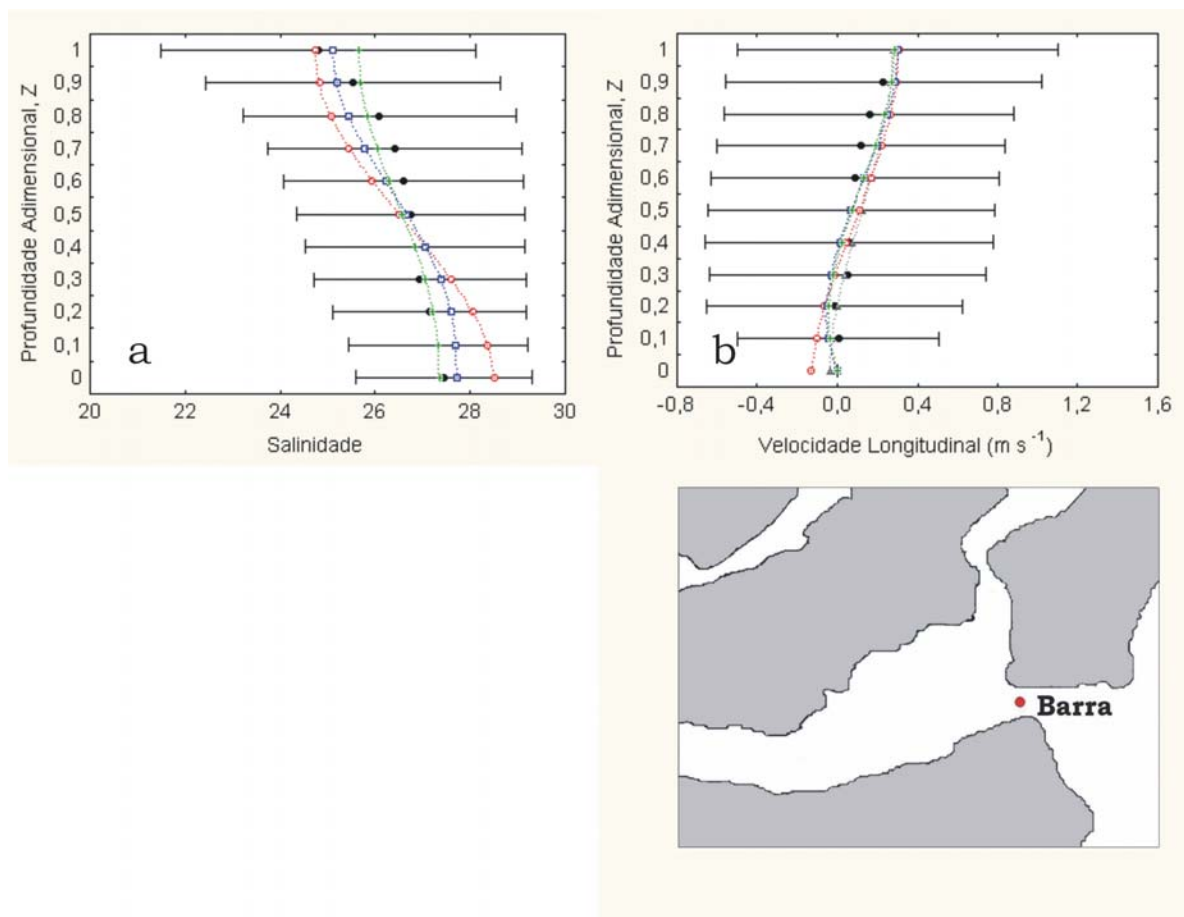 Profundidade Adimensional, Z
1
0,9
0,8
0,7
0,6
0,5
0,4
0,3
0,2
0,1
0
a
20 22 24 26 28 30
Salinidade
Profundidade Adimensional, Z
1
0,9
0,8
0,7
0,6
0,5
0,4
0,3
0,2
0,1
0
b
-0,8 -0,4 0,0 0,4 0,8 1,2 1,6
Velocidade Longitudinal (m s⁻¹)
Barra